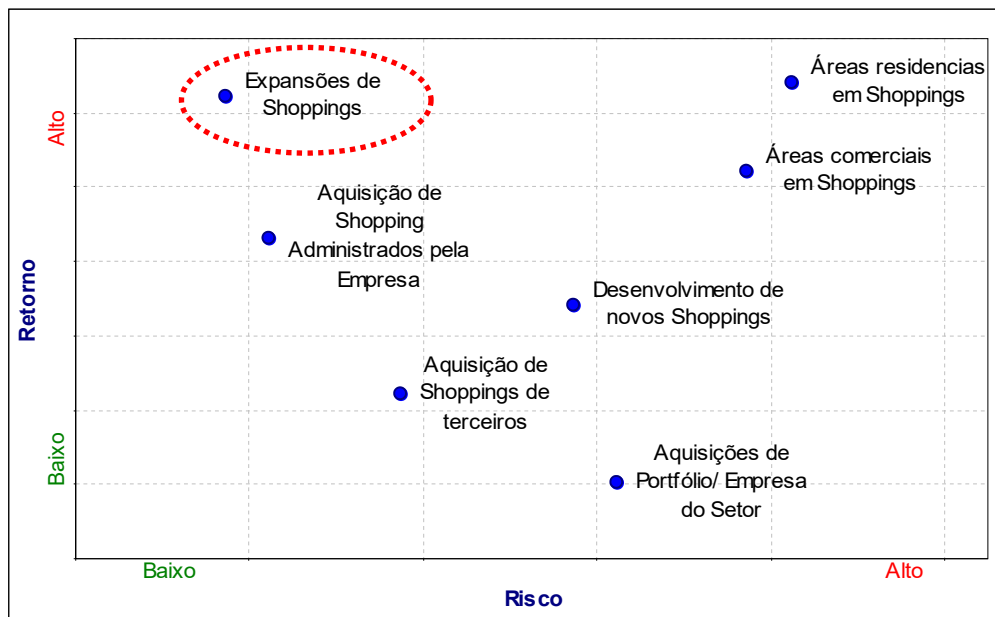 Expansões de
Shoppings
Áreas residencias
em Shoppings
Alto
Áreas comerciais
em Shoppings
Aquisição de
Shopping
Administrados pela
Empresa
Retorno
Desenvolvimento de
novos Shoppings
Aquisição de
Shoppings de
terceiros
Baixo
Aquisições de
Portfólio/ Empresa
do Setor
Baixo
Alto
Risco